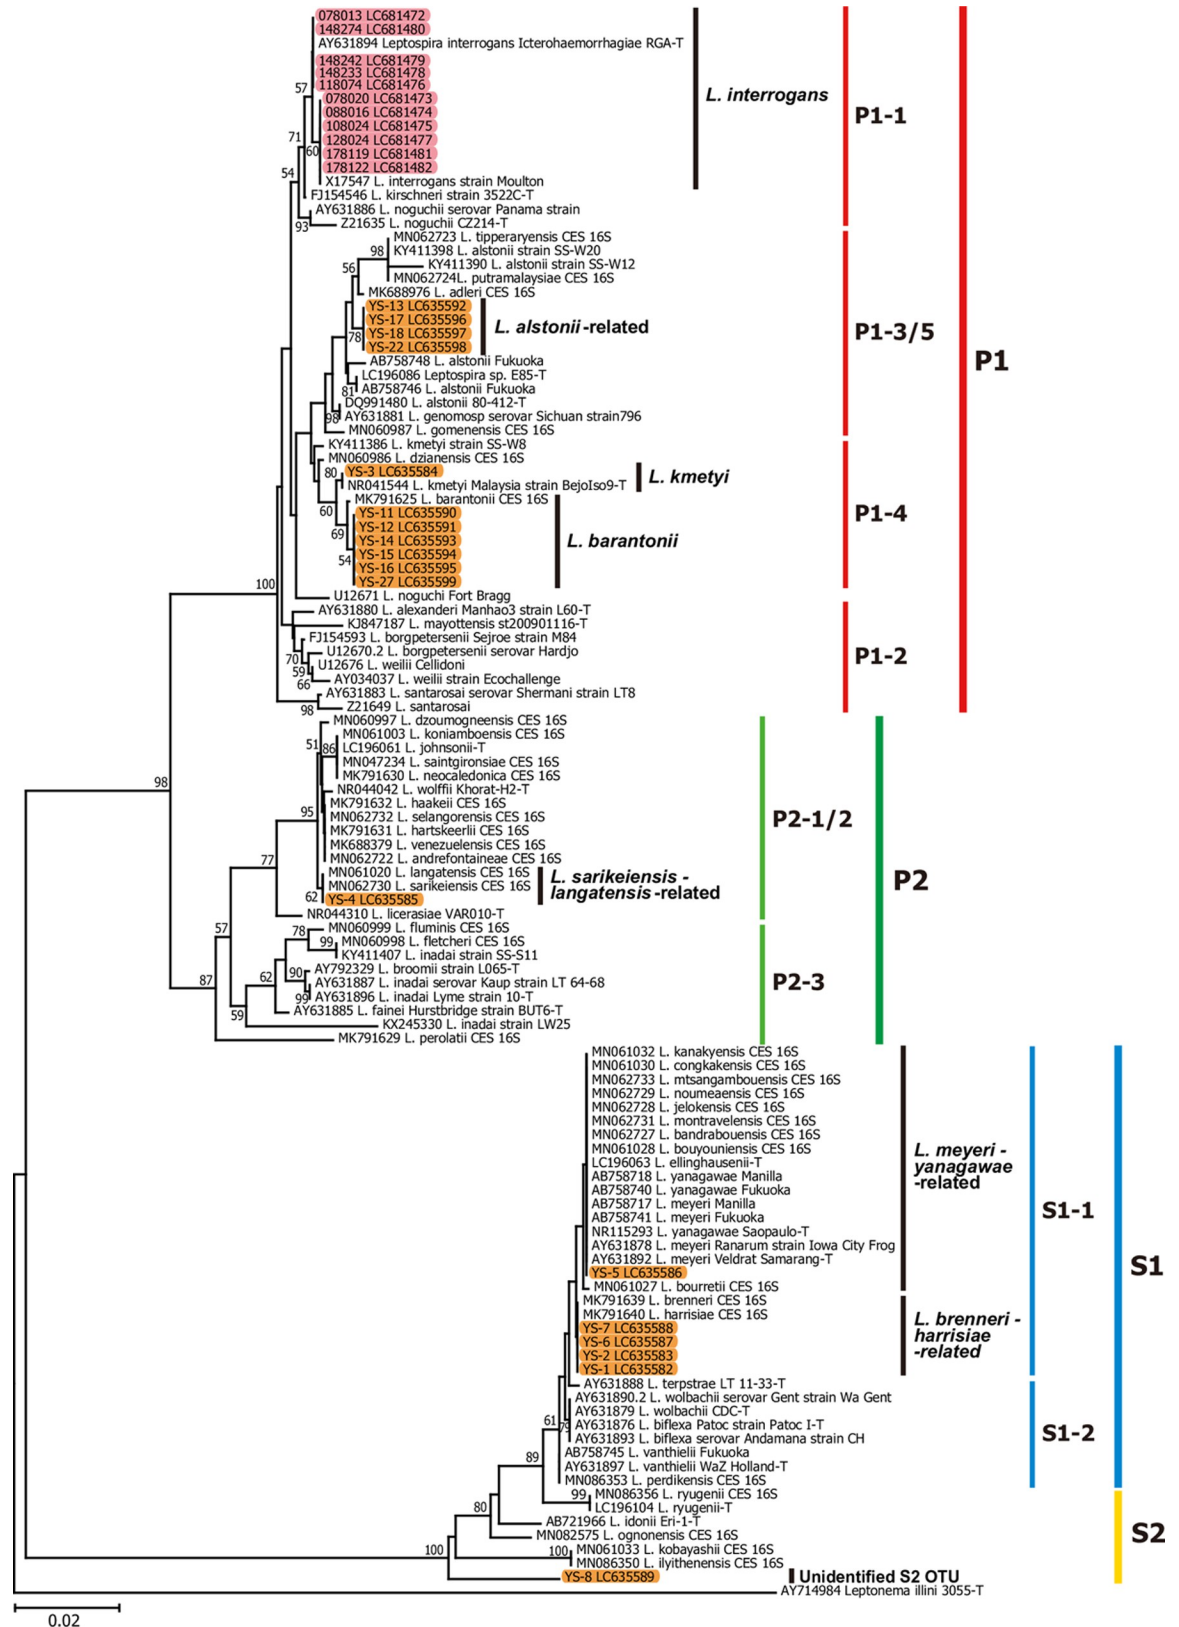 078013 LC681472
148274 LC681480
AY631894 Leptospira interrogans Icterohaemorrhagiae RGA-T
148242 LC681479
148233 LC681478
118074 LC681476
57
078020 LC681473
L. interrogans
088016 LC681474
P1-1
108024 LC681475
71
128024 LC681477
60
178119 LC681481
178122 LC681482
54
X17547 L. interrogans strain Moulton
FJ154546 L. kirschneri strain 3522C-T
AY631886 L. noguchii serovar Panama strain
93
Z21635 L. noguchii CZ214-T
MN062723 L. tipperaryensis CES 16S
98
KY411398 L. alstonii strain SS-W20
56
KY411390 L. alstonii strain SS-W12
MN062724L. putramalaysiae CES 16S
MK688976 L. adleri CES 16S
YS-13 LC635592
YS-17 LC635596
L. alstonii-related
YS-18 LC635597
P1-3/5
78
YS-22 LC635598
AB758748 L. alstonii Fukuoka
P1
LC196086 Leptospira sp. E85-T
81
AB758746 L. alstonii Fukuoka
DQ991480 L. alstonii 80-412-T
98
AY631881 L. genomosp serovar Sichuan strain796
MN060987 L. gomenensis CES 16S
KY411386 L. kmetyi strain SS-W8
MN060986 L. dzianensis CES 16S
80
YS-3 LC635584
L. kmetyi
NR041544 L. kmetyi Malaysia strain BejoIso9-T
MK791625 L. barantonii CES 16S
60
YS-11 LC635590
P1-4
YS-12 LC635591
69
YS-14 LC635593
L. barantonii
YS-15 LC635594
54
YS-16 LC635595
YS-27 LC635599
100
U12671 L. noguchi Fort Bragg
AY631880 L. alexanderi Manhao3 strain L60-T
KJ847187 L. mayottensis st200901116-T
FJ154593 L. borgpetersenii Sejroe strain M84
U12670.2 L. borgpetersenii serovar Hardjo
P1-2
70
U12676 L. weilii Cellidoni
59
AY034037 L. weilii strain Ecochallenge
66
AY631883 L. santarosai serovar Shermani strain LT8
98
Z21649 L. santarosai
MN060997 L. dzoumogneensis CES 16S
MN061003 L. koniamboensis CES 16S
51
86
LC196061 L. johnsonii-T
MN047234 L. saintgironsiae CES 16S
MK791630 L. neocaledonica CES 16S
98
NR044042 L. wolffii Khorat-H2-T
MK791632 L. haakeii CES 16S
95
MN062732 L. selangorensis CES 16S
P2-1/2
MK791631 L. hartskeerlii CES 16S
MK688379 L. venezuelensis CES 16S
77
MN062722 L. andrefontaineae CES 16S
MN061020 L. langatensis CES 16S
L. sarikeiensis -
P2
MN062730 L. sarikeiensis CES 16S
langatensis-related
62
YS-4 LC635585
NR044310 L. licerasiae VAR010-T
57
MN060999 L. fluminis CES 16S
78
99
MN060998 L. fletcheri CES 16S
KY411407 L. inadai strain SS-S11
AY792329 L. broomii strain L065-T
87
62
90
AY631887 L. inadai serovar Kaup strain LT 64-68
P2-3
99
AY631896 L. inadai Lyme strain 10-T
59
AY631885 L. fainei Hurstbridge strain BUT6-T
KX245330 L. inadai strain LW25
MK791629 L. perolatii CES 16S
MN061032 L. kanakyensis CES 16S
MN061030 L. congkakensis CES 16S
MN062733 L. mtsangambouensis CES 16S
MN062729 L. noumeaensis CES 16S
MN062728 L. jelokensis CES 16S
MN062731 L. montravelensis CES 16S
MN062727 L. bandrabouensis CES 16S
MN061028 L. bouyouniensis CES 16S
L. meyeri -
LC196063 L. ellinghausenii-T
yanagawae
AB758718 L. yanagawae Manilla
-related
AB758740 L. yanagawae Fukuoka
AB758717 L. meyeri Manilla
S1-1
AB758741 L. meyeri Fukuoka
NR115293 L. yanagawae Saopaulo-T
AY631878 L. meyeri Ranarum strain Iowa City Frog
AY631892 L. meyeri Veldrat Samarang-T
S1
YS-5 LC635586
MN061027 L. bourretii CES 16S
MK791639 L. brenneri CES 16S
MK791640 L. harrisiae CES 16S
L. brenneri -
YS-7 LC635588
harrisiae
YS-6 LC635587
-related
YS-2 LC635583
YS-1 LC635582
AY631888 L. terpstrae LT 11-33-T
AY631890.2 L. wolbachii serovar Gent strain Wa Gent
AY631879 L. wolbachii CDC-T
61
79
AY631876 L. biflexa Patoc strain Patoc I-T
S1-2
AY631893 L. biflexa serovar Andamana strain CH
AB758745 L. vanthielii Fukuoka
89
AY631897 L. vanthielii WaZ Holland-T
MN086353 L. perdikensis CES 16S
99
MN086356 L. ryugenii CES 16S
80
LC196104 L. ryugenii-T
AB721966 L. idonii Eri-1-T
S2
MN082575 L. ognonensis CES 16S
100
100
MN061033 L. kobayashii CES 16S
MN086350 L. ilyithenensis CES 16S
YS-8 LC635589
Unidentified S2 OTU
AY714984 Leptonema illini 3055-T
0.02